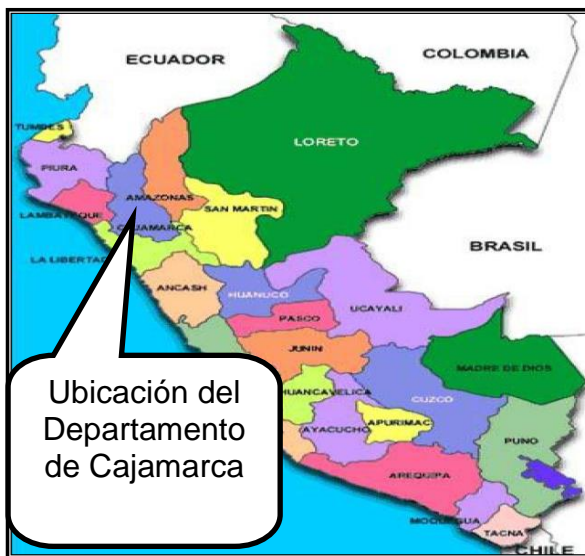 ECUADOR
COLOMBIA
TUMBES
LORETO
PIURA
AMAZONAS
LAMBAYEQUE
SAN MARTIN
CAJAMARCA
BRASIL
LA LIBERTAD
ANCASH
HUANUCO
UCAYALI
PASCO
JUNIN
MADRE DE DIOS
HUANCAVELICA
CUZCO
Ubicación del
Departamento
de Cajamarca
AYACUCHO
APURIMAC
PUNO
AREQUIPA
MOQUEGUA
TACNA
CHILE